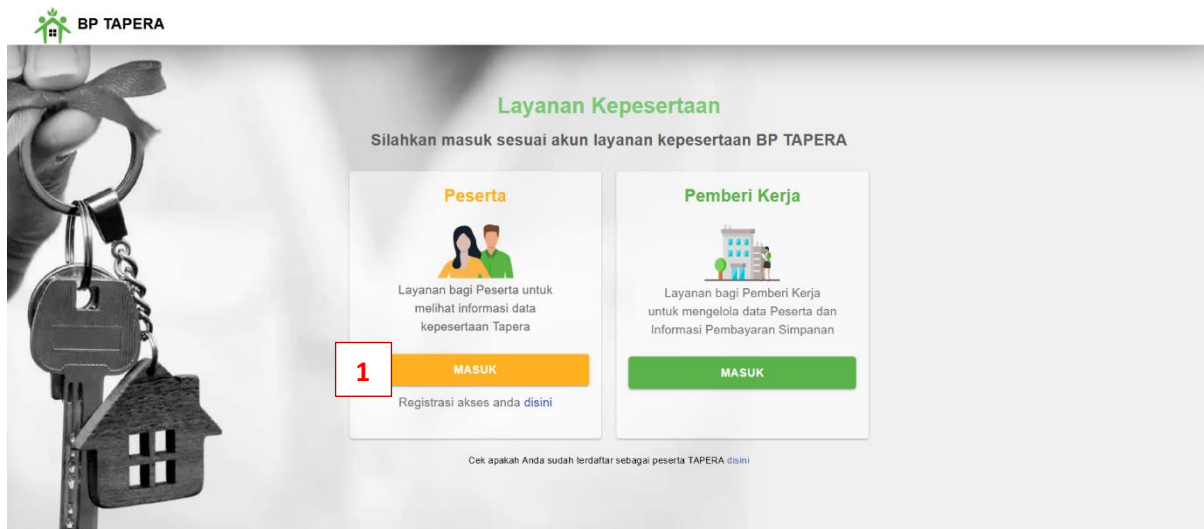 BP TAPERA
Layanan Kepesertaan
Silahkan masuk sesuai akun layanan kepesertaan BP TAPERA
Peserta
Layanan bagi Peserta untuk
melihat informasi data
kepesertaan Tapera
1
MASUK
Registrasi akses anda disini
Pemberi Kerja
Layanan bagi Pemberi Kerja
untuk mengelola data Peserta dan
Informasi Pembayaran Simpanan
MASUK
Cek apakah Anda sudah terdaftar sebagai peserta TAPERA disini